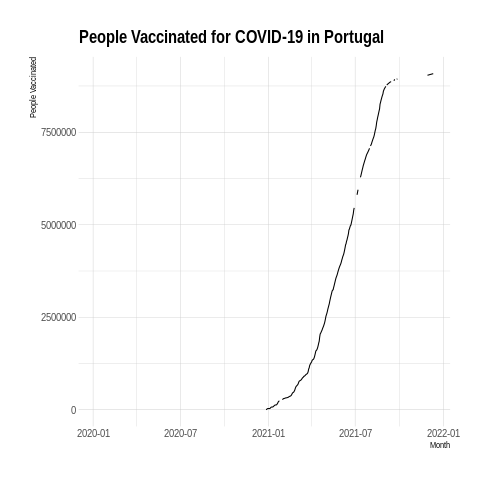 People Vaccinated for COVID-19 in Portugal
People Vaccinated
7500000
5000000
2500000
0
2020-01 2020-07 2021-01 2021-07 2022-01
Month